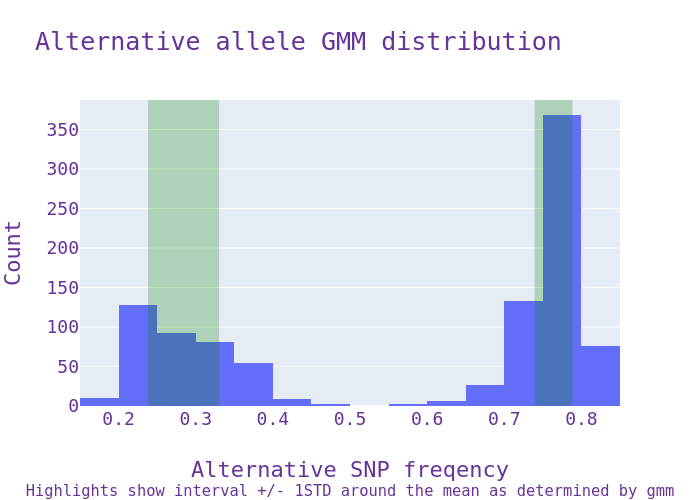 Alternative allele GMM distribution
350
300
250
200
150
100
50
0
Count
0.2 0.3 0.4 0.5 0.6 0.7 0.8
Alternative SNP freqency
Highlights show interval +/- 1STD around the mean as determined by gmm